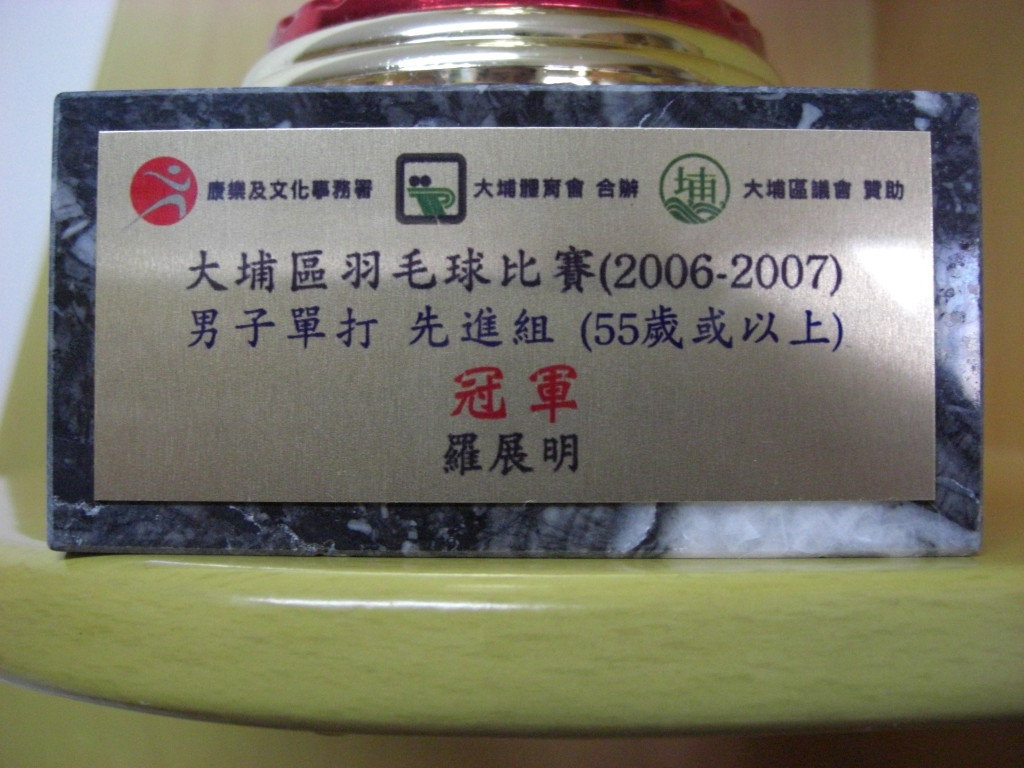 康樂及文化事務署 大埔體育會 合辦 埔 大埔區議會 贊助
大埔區羽毛球比賽(2006-2007)
男子單打 先進組 (55歲或以上)
冠軍
羅展明